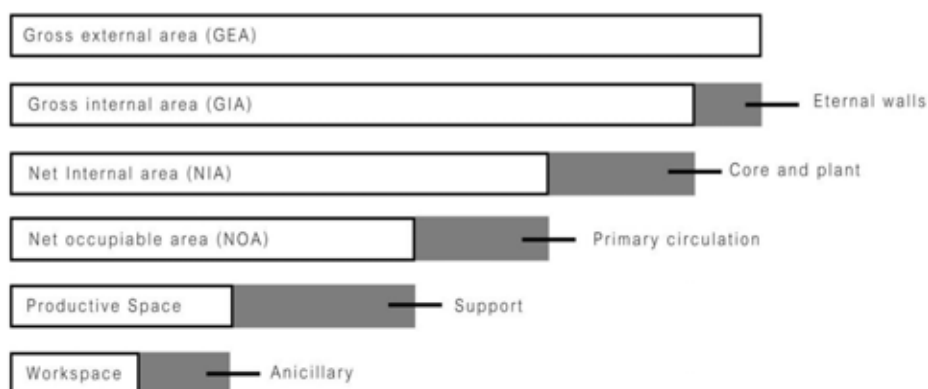 Gross external area (GEA)
Gross internal area (GIA)
Eternal walls
Net Internal area (NIA)
Core and plant
Net occupiable area (NOA)
Primary circulation
Productive Space
Support
Workspace
Anicillary